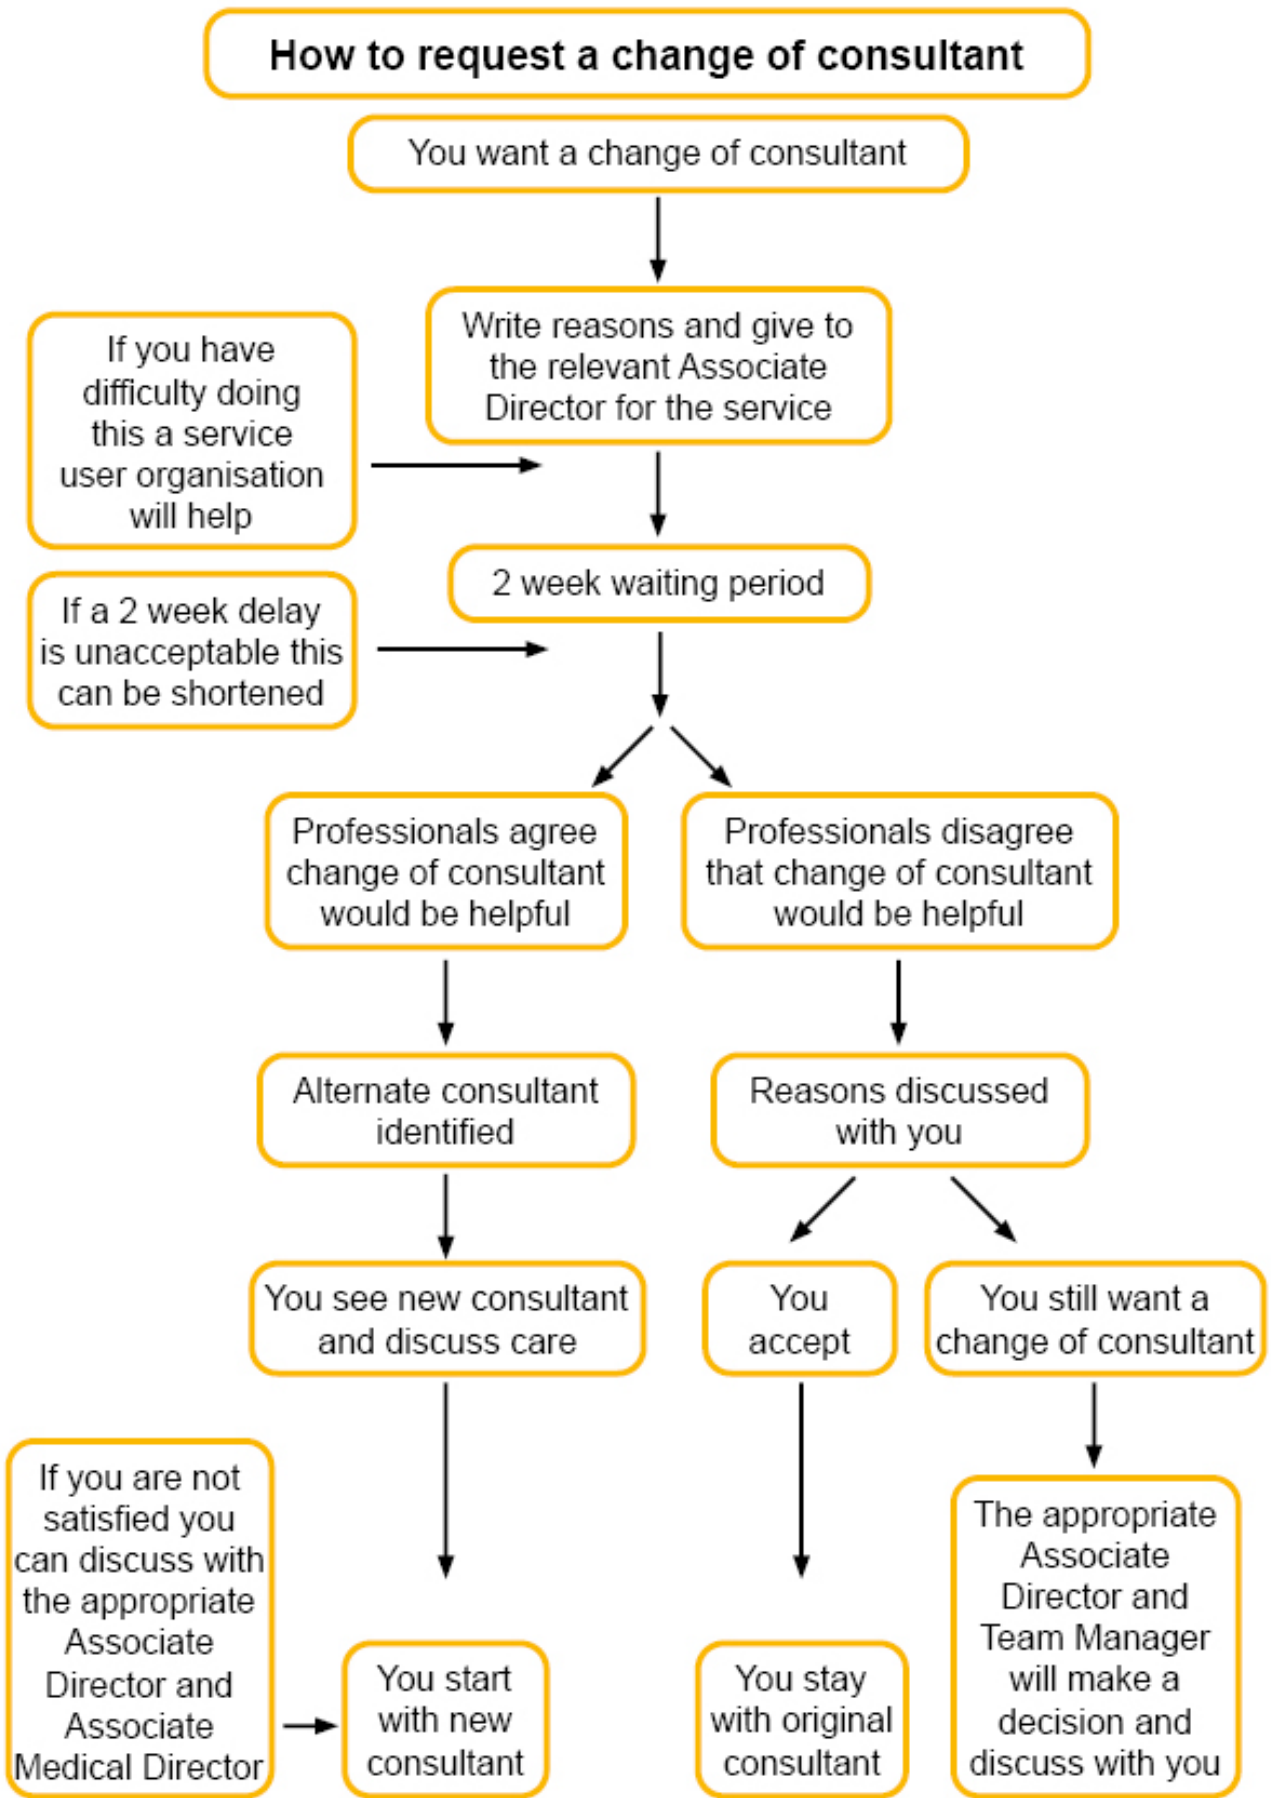 How to request a change of consultant
You want a change of consultant
Write reasons and give to
the relevant Associate
Director for the service
If you have
difficulty doing
this a service
user organisation
will help
2 week waiting period
If a 2 week delay
is unacceptable this
can be shortened
Professionals agree
change of consultant
would be helpful
Professionals disagree
that change of consultant
would be helpful
Alternate consultant
identified
Reasons discussed
with you
You see new consultant
and discuss care
You
accept
You still want a
change of consultant
If you are not
satisfied you
can discuss with
the appropriate
Associate
Director and
Associate
Medical Director
You start
with new
consultant
You stay
with original
consultant
The appropriate
Associate
Director and
Team Manager
will make a
decision and
discuss with you